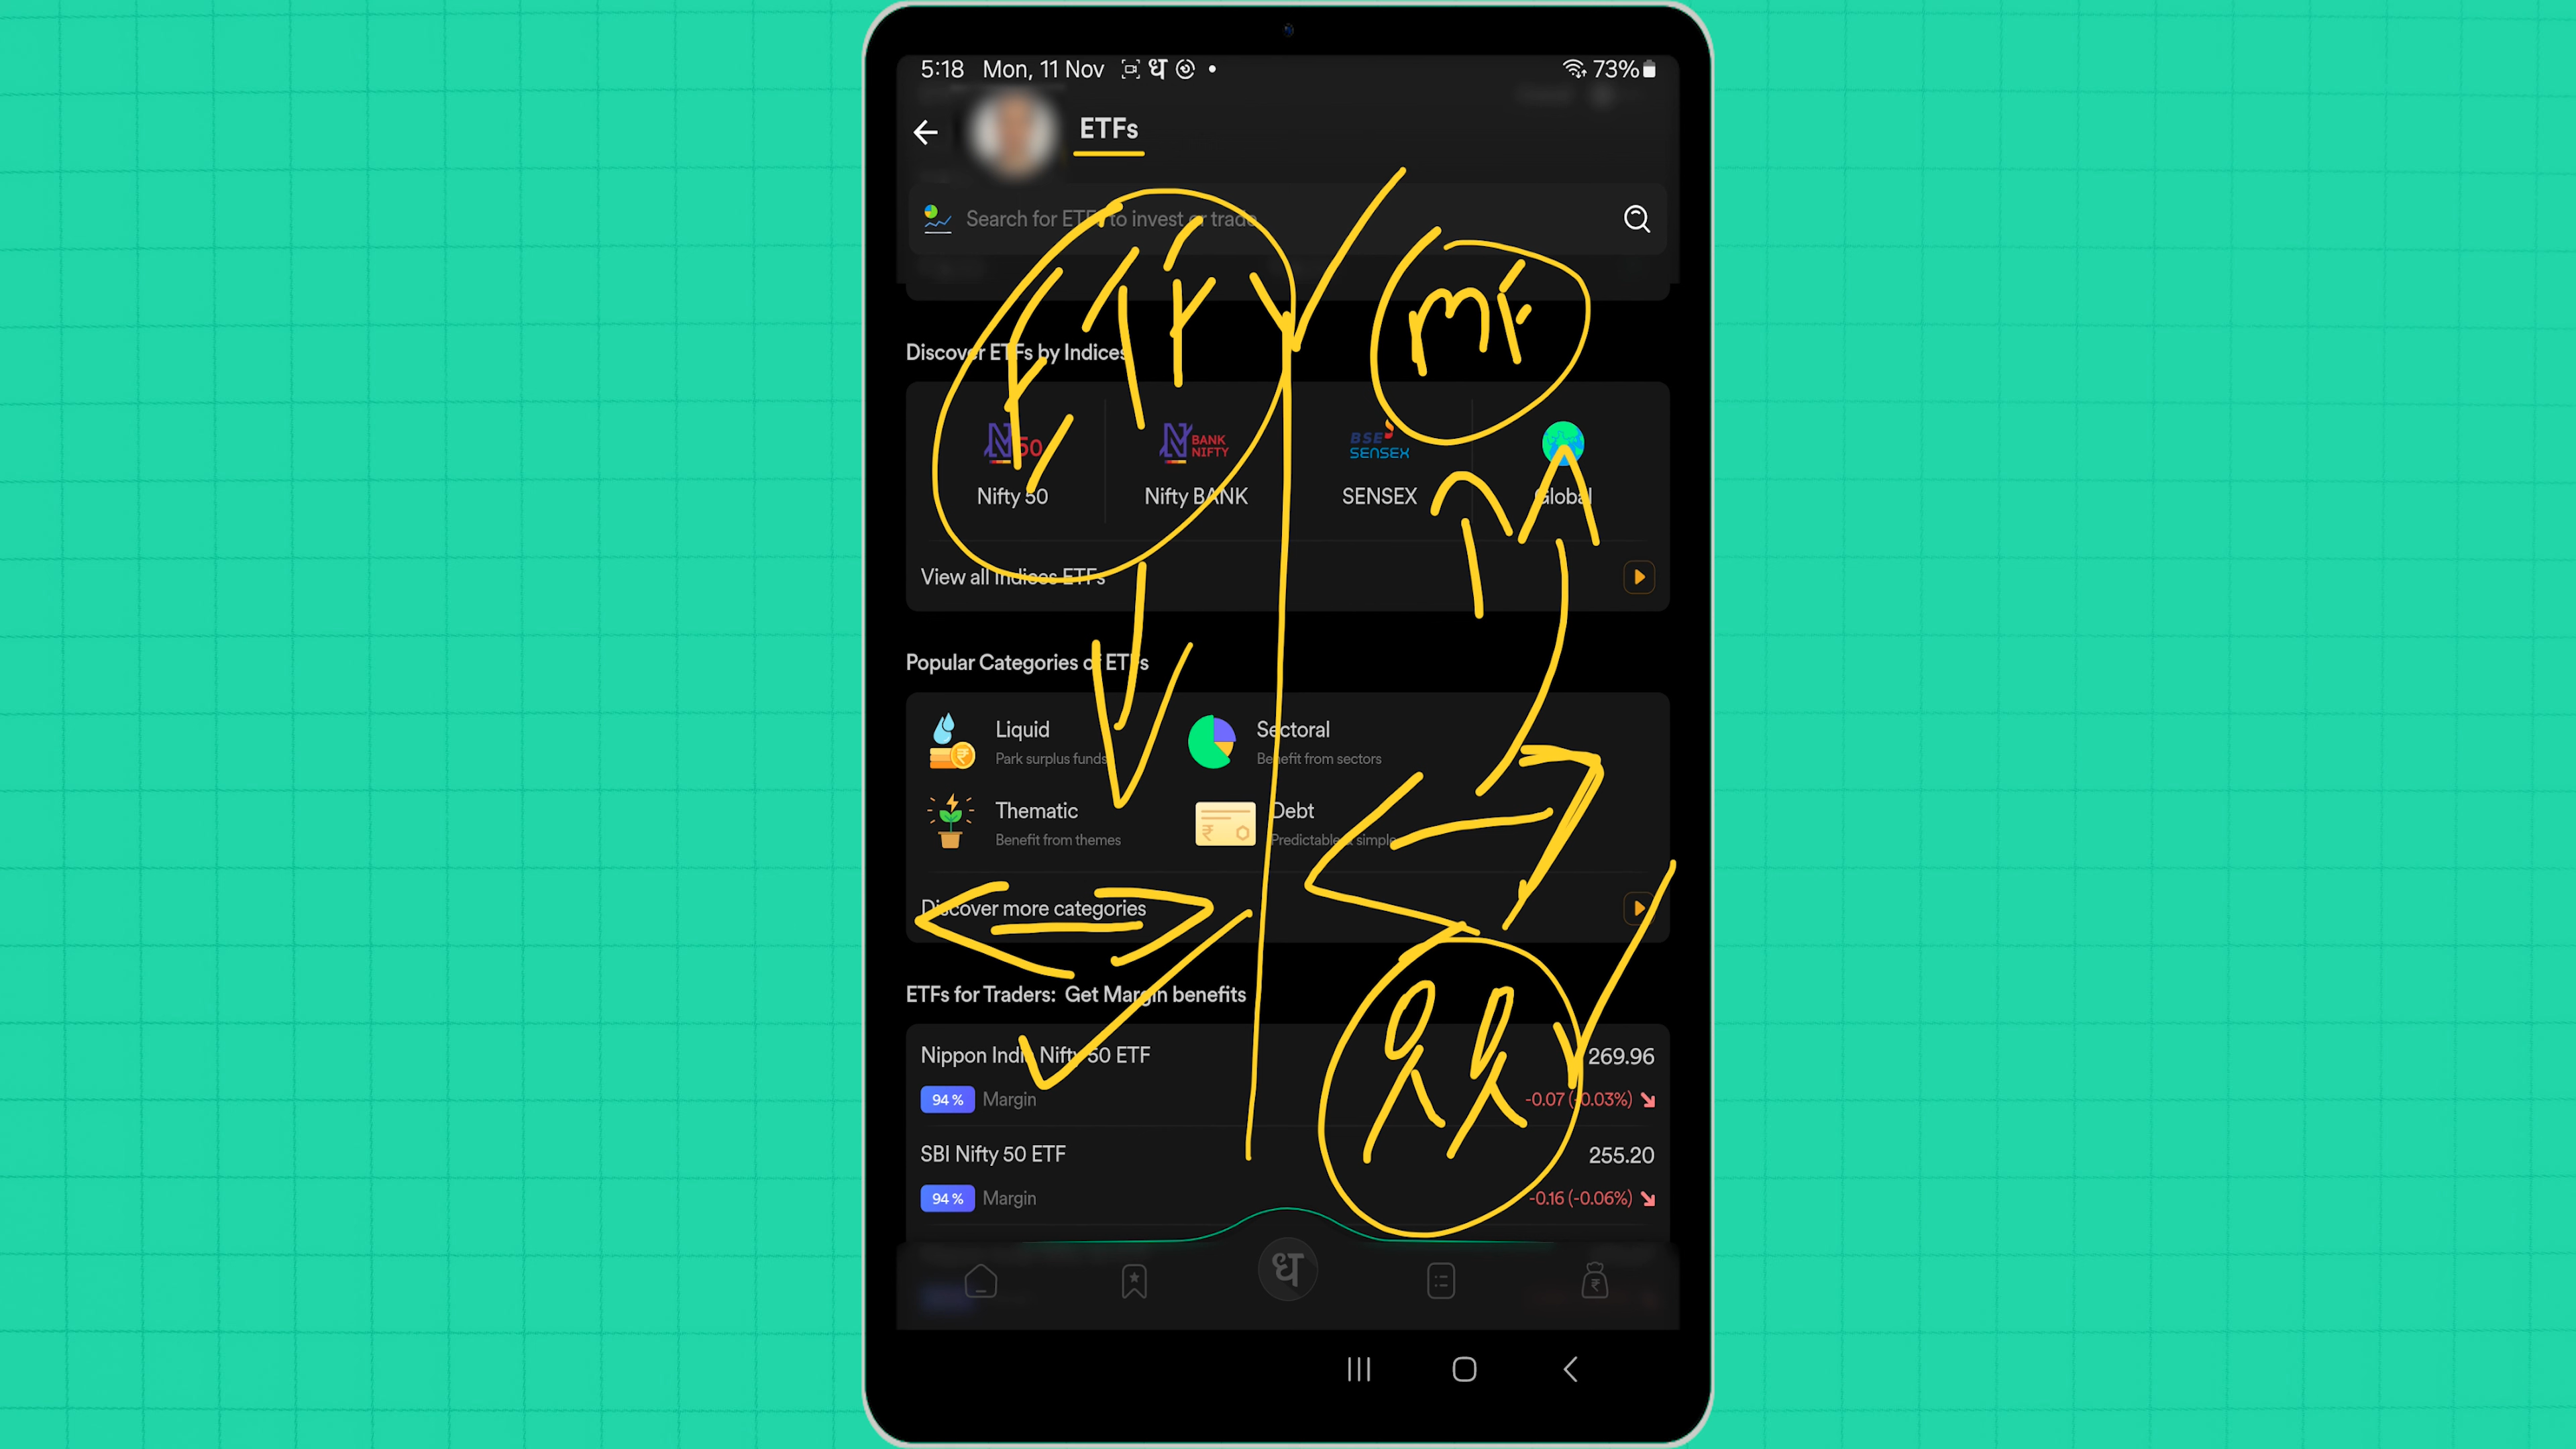 5:18 Mon, 11 Nov ध 73%
ETFs
Search for ETFs to invest or trade
ETF
MF
Discover ETFs by Indices
N 50
N BANK NIFTY
BSE SENSEX
Nifty 50
Nifty BANK
SENSEX
Global
View all Indices ETFs
Popular Categories of ETFs
Liquid
Park surplus funds
Sectoral
Benefit from sectors
Thematic
Benefit from themes
Debt
Predictable & simple
Discover more categories
ETFs for Traders: Get Margin benefits
Nippon India Nifty 50 ETF 269.96
94 % Margin -0.07 (-0.03%)
SBI Nifty 50 ETF 255.20
94 % Margin -0.16 (-0.06%)
ध